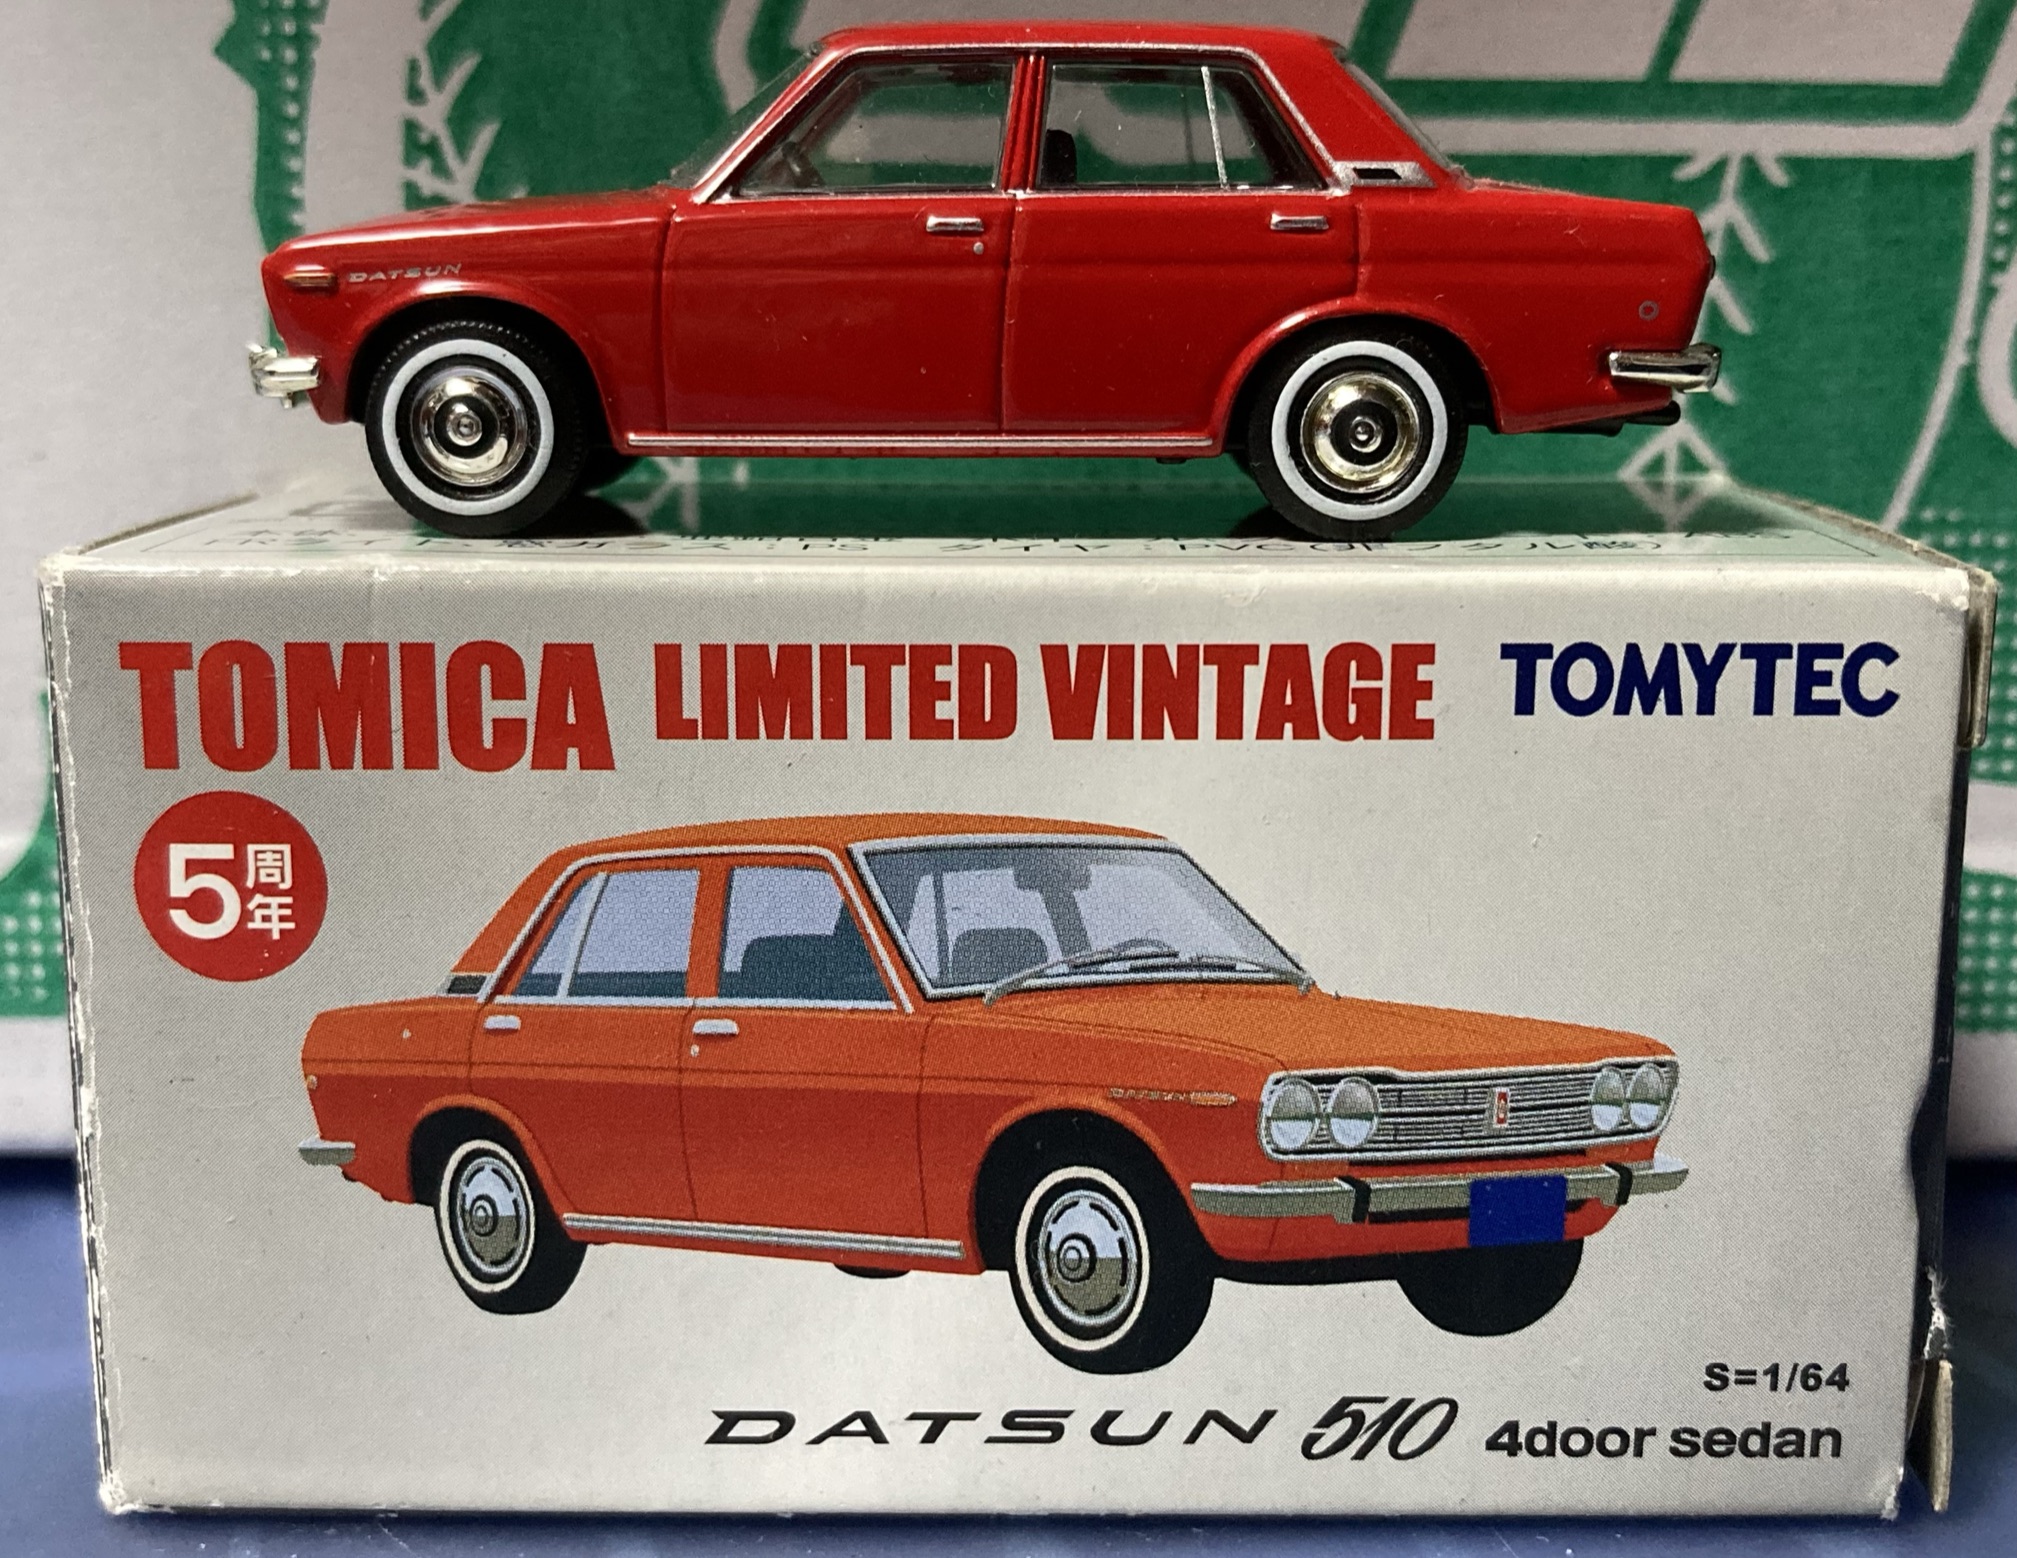 DATSUN
TOMICA LIMITED VINTAGE TOMYTEC
5周年
S=1/64
DATSUN 510 4door sedan